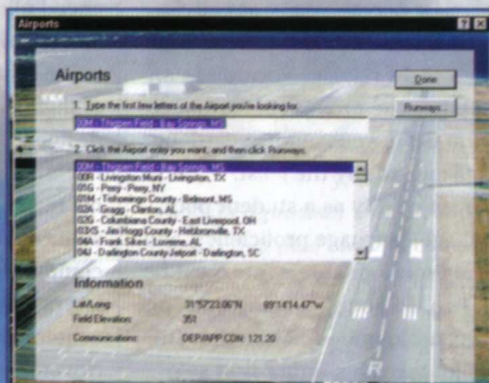 Airports
Airports
Done
1. Type the first few letters of the Airport you're looking for.
Runways...
00M - Thigpen Field - Bay Springs, MS
2. Click the Airport entry you want, and then click Runways.
00M - Thigpen Field - Bay Springs, MS
00R - Livingston Muni - Livingston, TX
01G - Perry - Perry, NY
01M - Tishomingo County - Belmont, MS
02A - Gragg - Clanton, AL
02G - Columbiana County - East Liverpool, OH
03XS - Jim Hogg County - Hebbronville, TX
04A - Frank Sikes - Luverne, AL
04J - Darlington County Jetport - Darlington, SC
Information
Lat/Long: 31°57'23.06"N 89°14'14.47"W
Field Elevation: 351
Communications: DEP/APP CON: 121.20